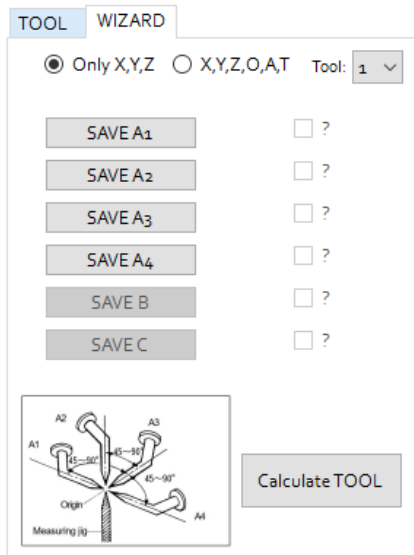 TOOL WIZARD
Only X,Y,Z X,Y,Z,O,A,T Tool: 1
SAVE A1 ?
SAVE A2 ?
SAVE A3 ?
SAVE A4 ?
SAVE B ?
SAVE C ?
A2
A3
A1
45~90°
45~90°
45~90°
Origin
A4
Measuring jig
Calculate TOOL